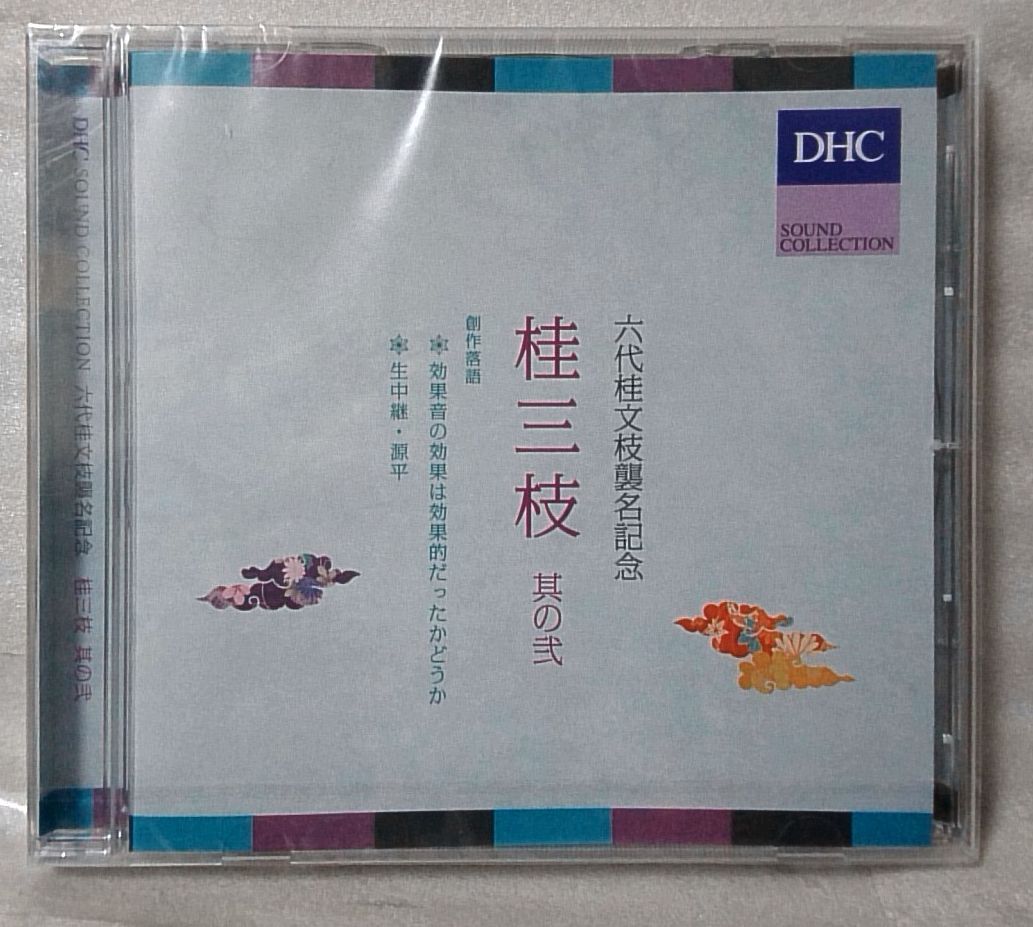 DHC
SOUND
COLLECTION
六代桂文枝襲名記念
桂三枝 其の弐
創作落語
効果音の効果は効果的だったかどうか
生中継・源平
DHC SOUND COLLECTION 六代桂文枝襲名記念 桂三枝 其の弐